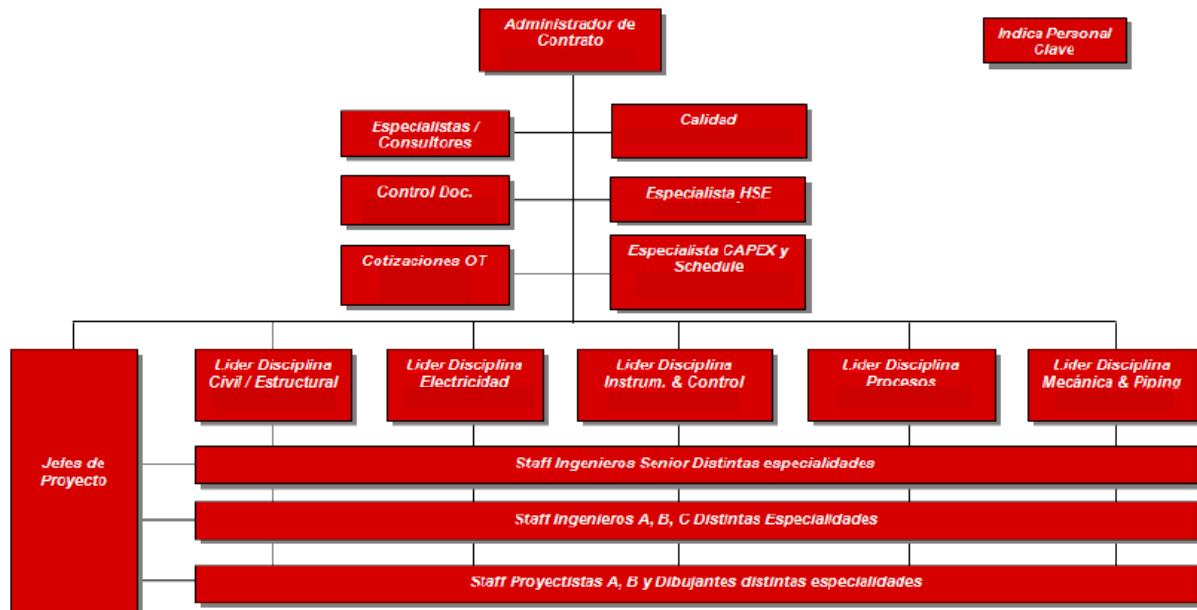 Administrador de
Contrato
Indica Personal
Clave
Especialistas /
Consultores
Calidad
Control Doc.
Especialista HSE
Cotizaciones OT
Especialista CAPEX y
Schedule
Jefes de
Proyecto
Lider Disciplina
Civil / Estructural
Lider Disciplina
Electricidad
Lider Disciplina
Instrum. & Control
Lider Disciplina
Procesos
Lider Disciplina
Mecánica & Piping
Staff Ingenieros Senior Distintas especialidades
Staff Ingenieros A, B, C Distintas Especialidades
Staff Proyectistas A, B y Dibujantes distintas especialidades